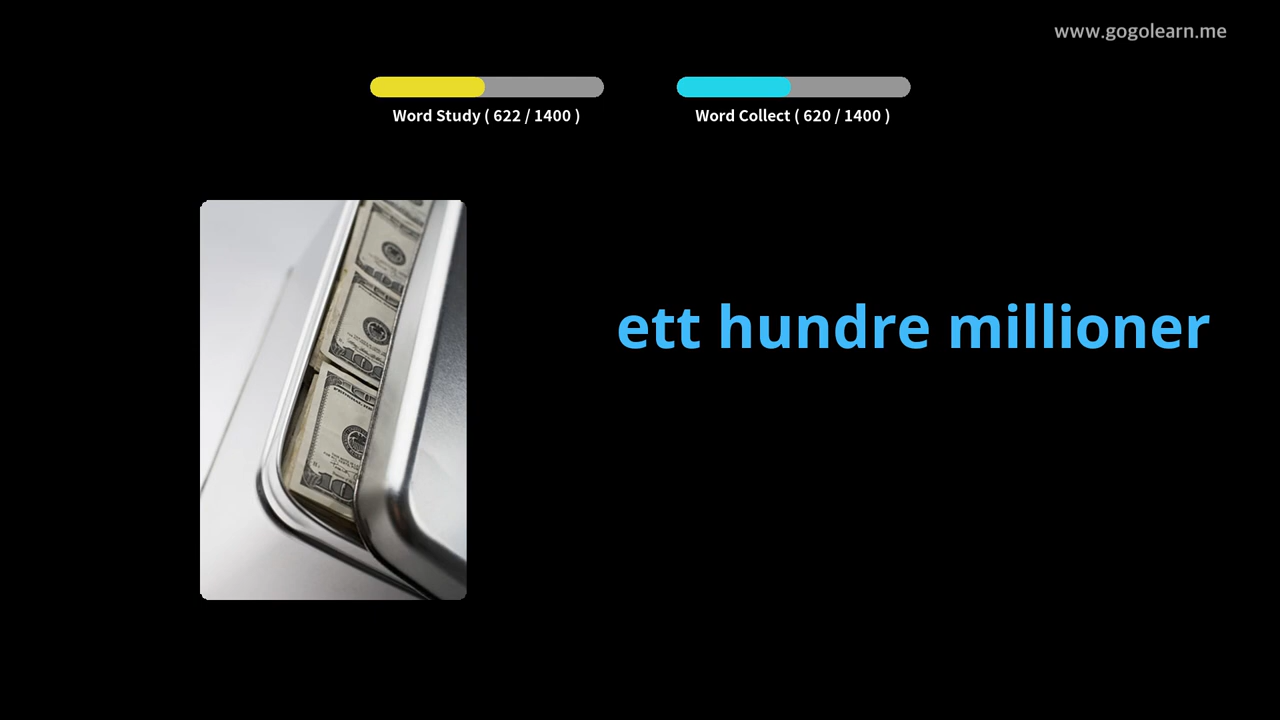 www.gogolearn.me
Word Study ( 622 / 1400 )
Word Collect ( 620 / 1400 )
ett hundre millioner